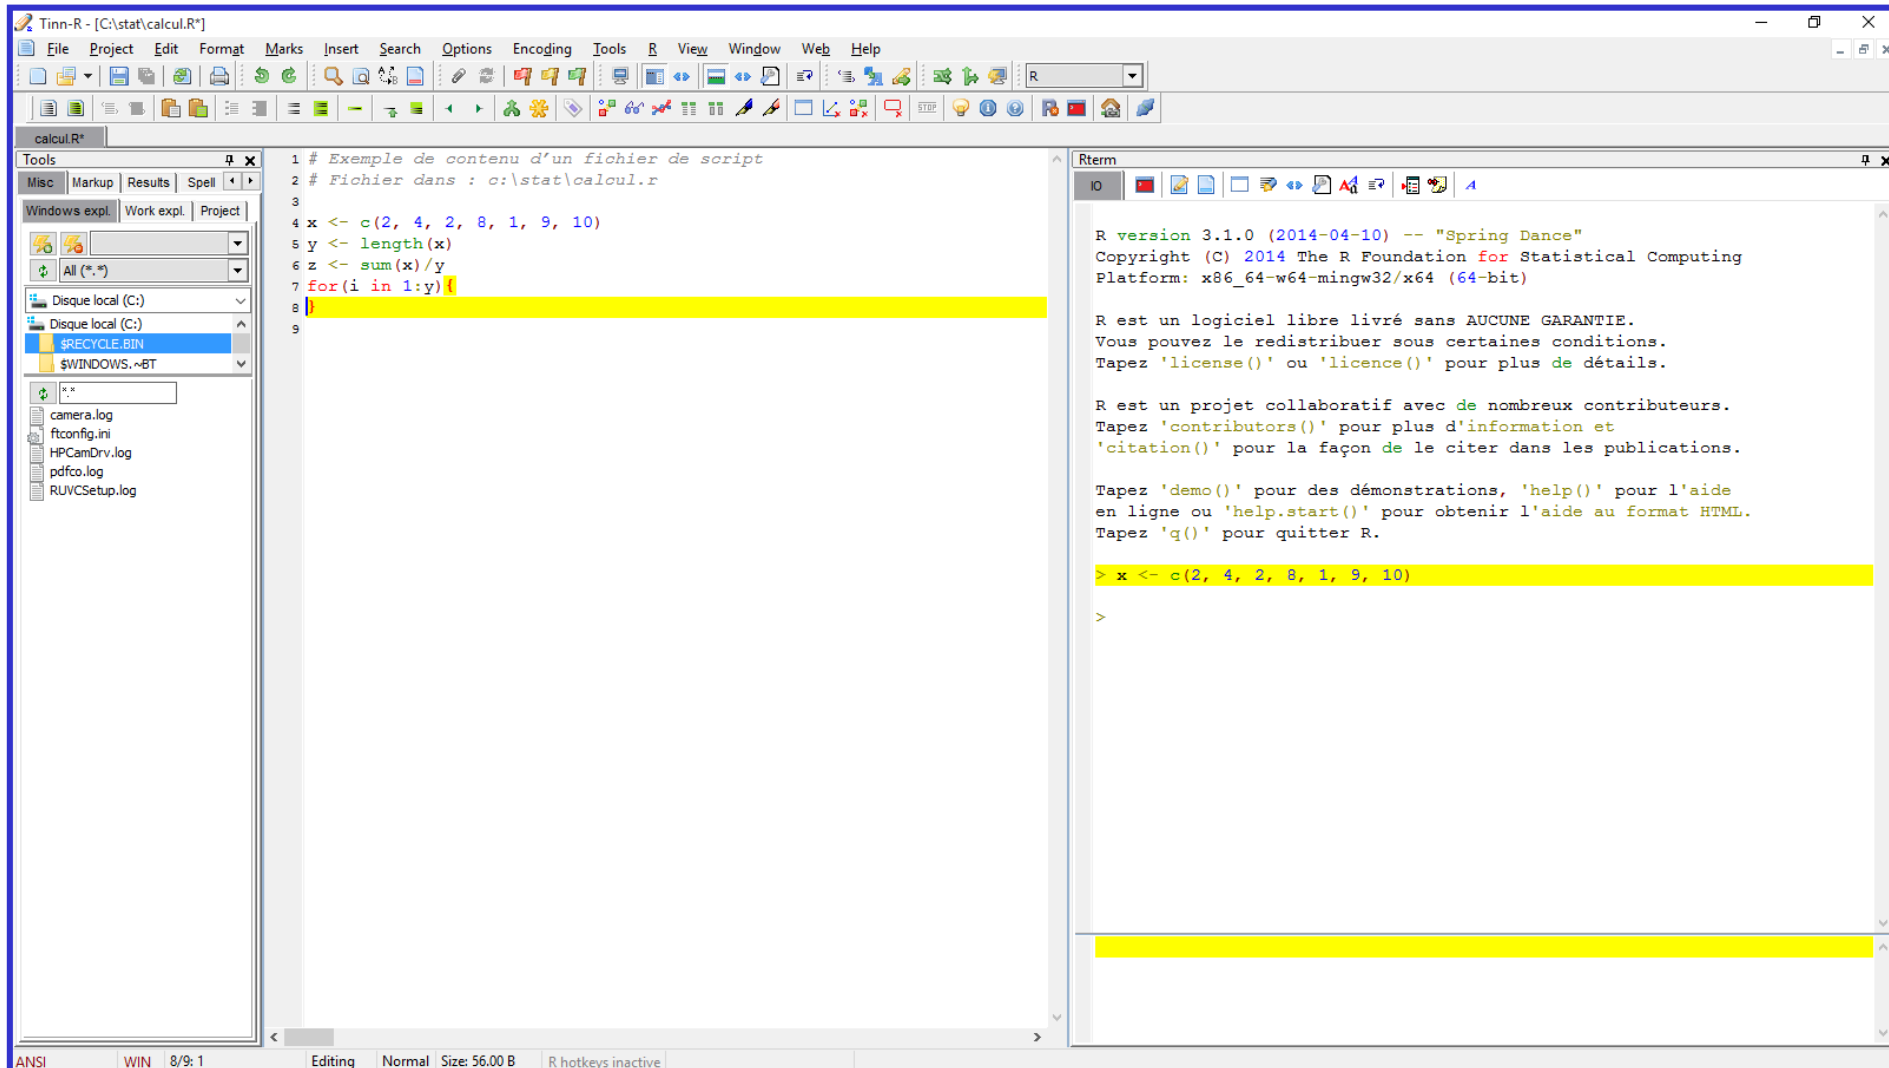 Tinn-R - [C:\stat\calcul.R*]
File Project Edit Format Marks Insert Search Options Encoding Tools R View Window Web Help
R
STOP
calcul.R*
Tools
Misc Markup Results Spell
Windows expl. Work expl. Project
All (*.*)
Disque local (C:)
Disque local (C:)
$RECYCLE.BIN
$WINDOWS.~BT
*.*
camera.log
ftconfig.ini
HPCamDrv.log
pdfco.log
RUVCSetup.log
1 # Exemple de contenu d'un fichier de script
2 # Fichier dans : c:\stat\calcul.r
3
4 x <- c(2, 4, 2, 8, 1, 9, 10)
5 y <- length(x)
6 z <- sum(x)/y
7 for(i in 1:y){
8 }
9
Rterm
IO
R version 3.1.0 (2014-04-10) -- "Spring Dance"
Copyright (C) 2014 The R Foundation for Statistical Computing
Platform: x86_64-w64-mingw32/x64 (64-bit)
R est un logiciel libre livré sans AUCUNE GARANTIE.
Vous pouvez le redistribuer sous certaines conditions.
Tapez 'license()' ou 'licence()' pour plus de détails.
R est un projet collaboratif avec de nombreux contributeurs.
Tapez 'contributors()' pour plus d'information et
'citation()' pour la façon de le citer dans les publications.
Tapez 'demo()' pour des démonstrations, 'help()' pour l'aide
en ligne ou 'help.start()' pour obtenir l'aide au format HTML.
Tapez 'q()' pour quitter R.
> x <- c(2, 4, 2, 8, 1, 9, 10)
>
ANSI WIN 8/9: 1 Editing Normal Size: 56.00 B R hotkeys inactive